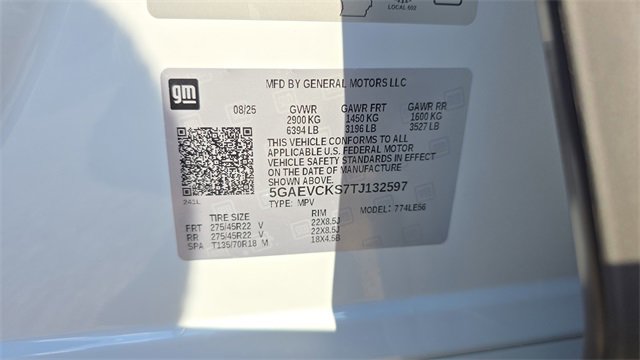 LOCAL 602
gm
MFD BY GENERAL MOTORS LLC
08/25 GVWR GAWR FRT GAWR RR
2900 KG 1450 KG 1600 KG
6394 LB 3196 LB 3527 LB
THIS VEHICLE CONFORMS TO ALL
APPLICABLE U.S. FEDERAL MOTOR
VEHICLE SAFETY STANDARDS IN EFFECT
ON THE DATE OF MANUFACTURE
SHOWN ABOVE.
5GAEVCKS7TJ132597
241L
TYPE: MPV MODEL: 774LE56
TIRE SIZE RIM
FRT 275/45R22 V 22X8.5J
RR 275/45R22 V 22X8.5J
SPA T135/70R18 M 18X4.5B